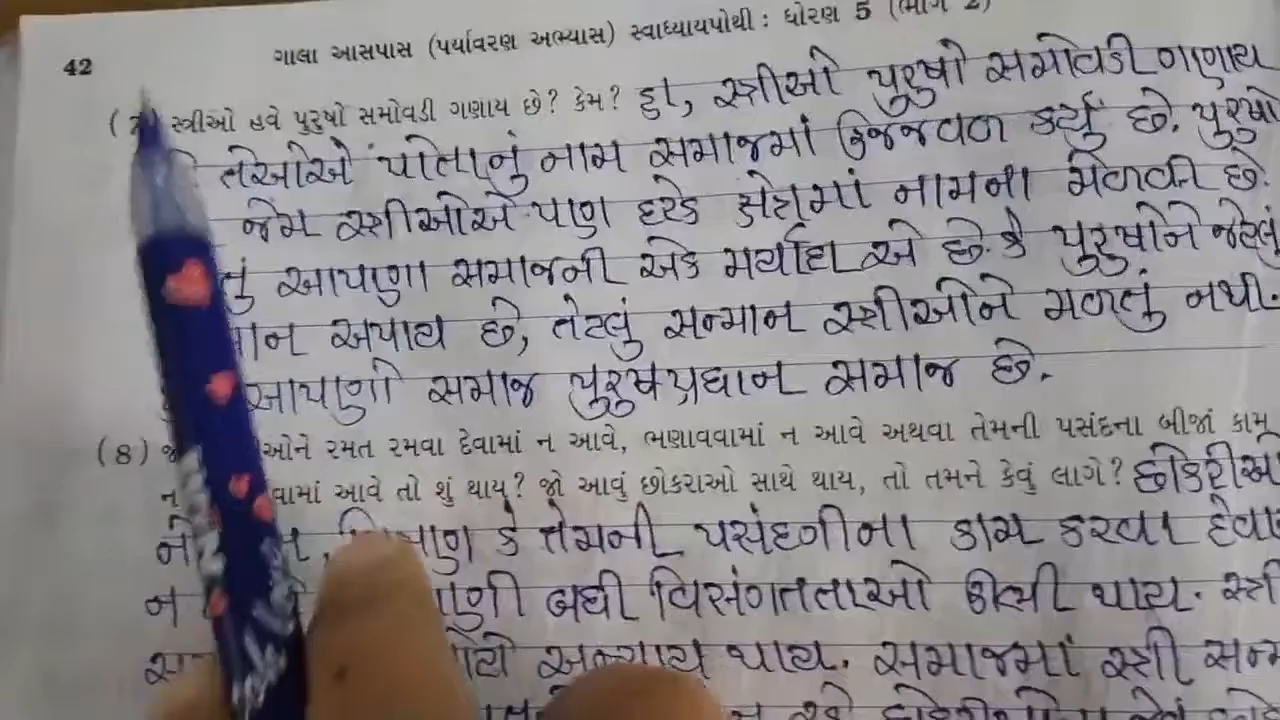 42
ગાલા આસપાસ (પર્યાવરણ અભ્યાસ) સ્વાધ્યાયપોથી : ધોરણ 5 (ભાગ 2)
સ્ત્રીઓ હવે પુરુષો સમોવડી ગણાય છે? કેમ? હા, સ્ત્રીઓ પુરુષો સમોવડી ગણાય
તેઓએ પોતાનું નામ સમાજમાં ઉજ્જવળ કર્યું છે. પુરુષો
જેમ સ્ત્રીઓએ પણ દરેક ક્ષેત્રમાં નામના મેળવી છે.
આપણા સમાજની એક મર્યાદા એ છે કે પુરુષોને જેટલું
અપાય છે, તેટલું સન્માન સ્ત્રીઓને મળતું નથી.
આપણો સમાજ પુરુષપ્રધાન સમાજ છે.
(8) રમત રમવા દેવામાં ન આવે, ભણાવવામાં ન આવે અથવા તેમની પસંદના બીજાં કામ
ન આવે તો શું થાય? જો આવું છોકરાઓ સાથે થાય, તો તમને કેવું લાગે? છોકરીઓ
કે તેમની પસંદગીના કામ કરવા દેવા
ન બધી વિસંગતતાઓ ઊભી થાય. સ્ત્રી
અન્યાય થાય. સમાજમાં સ્ત્રી